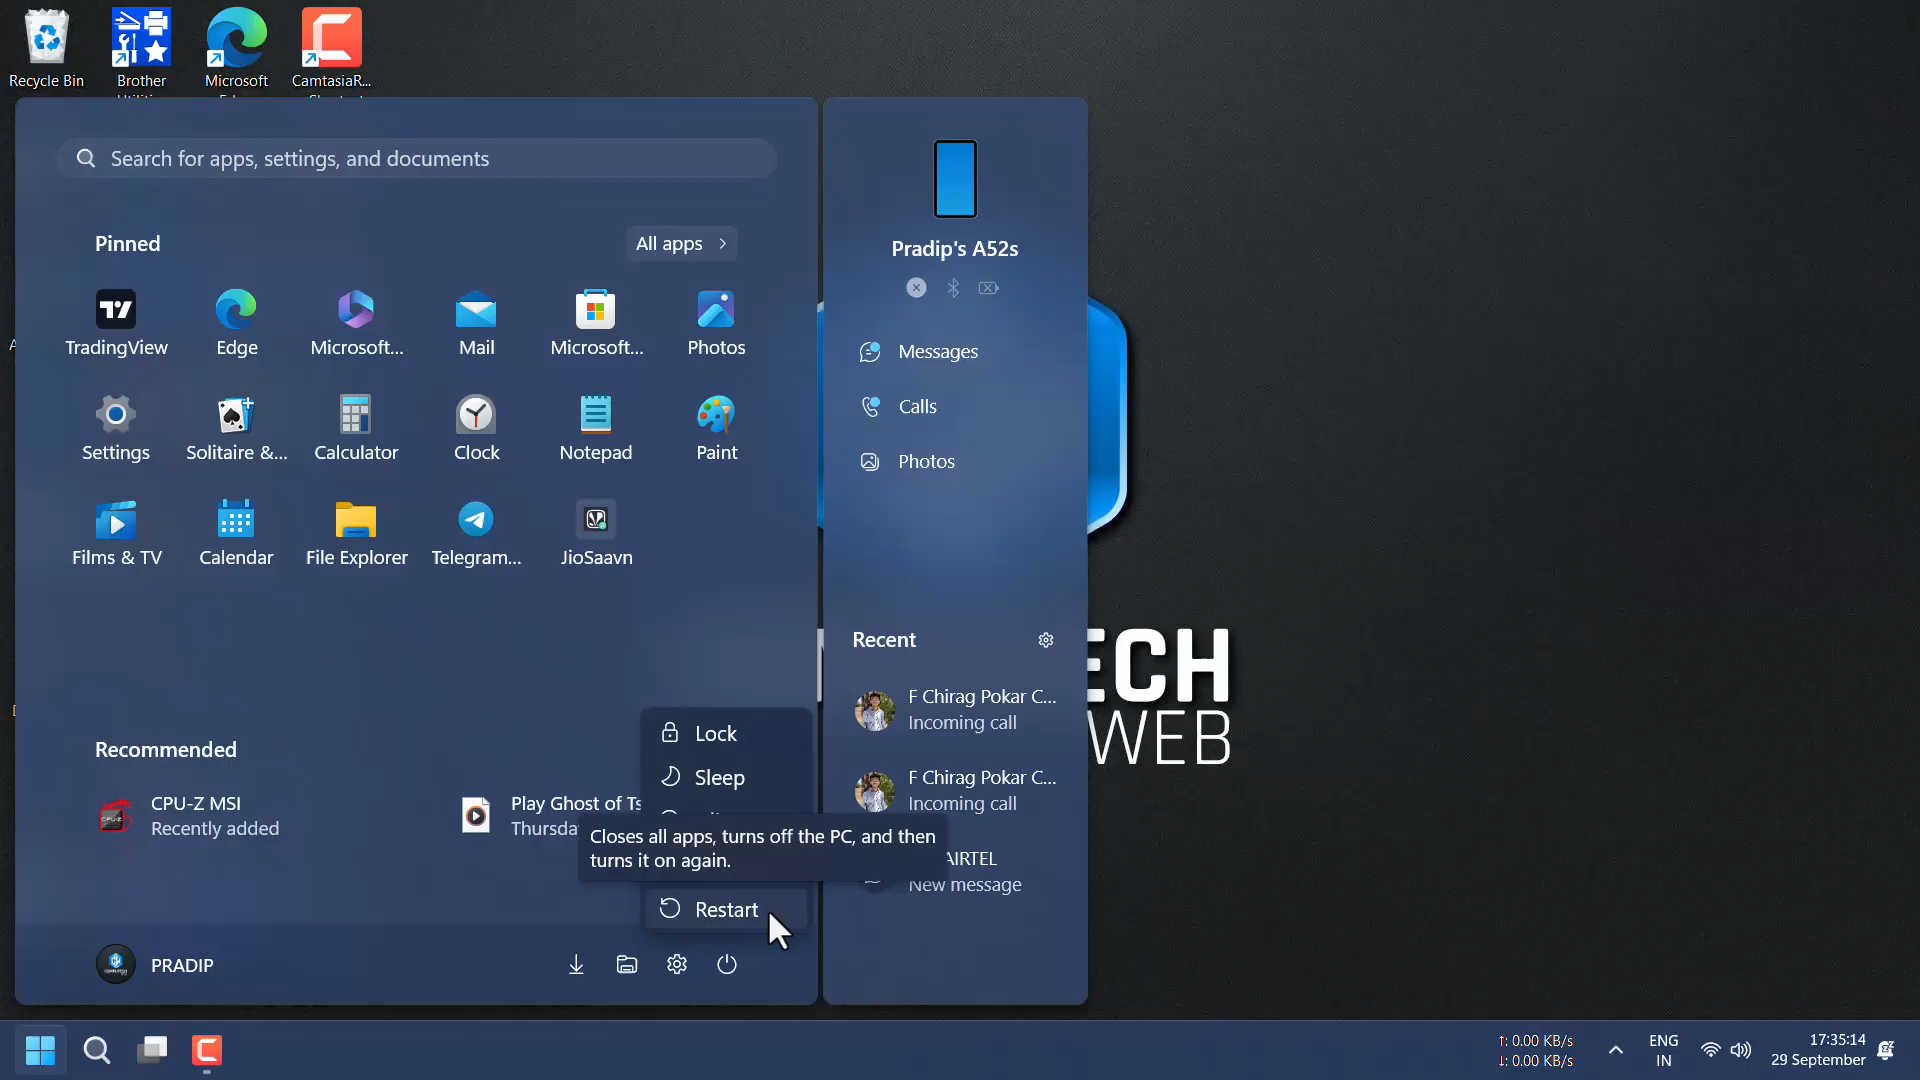 Recycle Bin
Brother
Microsoft
CamtasiaR...
Search for apps, settings, and documents
Pinned
All apps
TradingView
Edge
Microsoft...
Mail
Microsoft...
Photos
Settings
Solitaire &...
Calculator
Clock
Notepad
Paint
Films & TV
Calendar
File Explorer
Telegram...
JioSaavn
Recommended
CPU-Z MSI
Recently added
Play Ghost of Ts
Thursda
Lock
Sleep
Closes all apps, turns off the PC, and then
turns it on again.
Restart
PRADIP
Pradip's A52s
Messages
Calls
Photos
Recent
F Chirag Pokar C...
Incoming call
F Chirag Pokar C...
Incoming call
AIRTEL
New message
ECH
WEB
↑: 0.00 KB/s
↓: 0.00 KB/s
ENG
IN
17:35:14
29 September